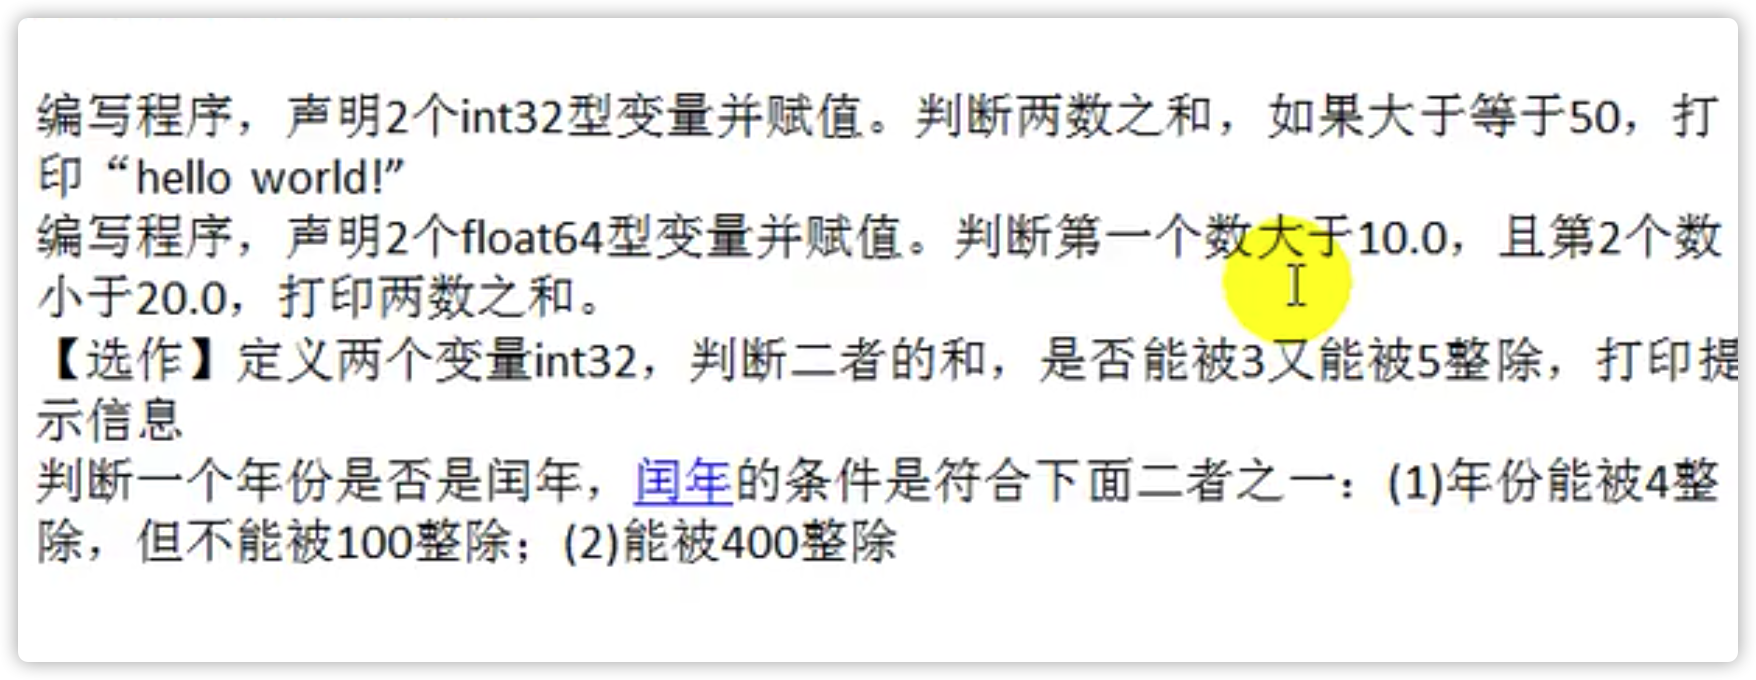 编写程序，声明2个int32型变量并赋值。判断两数之和，如果大于等于50，打
印“hello world!”
编写程序，声明2个float64型变量并赋值。判断第一个数大于10.0，且第2个数
小于20.0，打印两数之和。
【选作】定义两个变量int32，判断二者的和，是否能被3又能被5整除，打印提
示信息
判断一个年份是否是闰年，闰年的条件是符合下面二者之一：(1)年份能被4整
除，但不能被100整除；(2)能被400整除